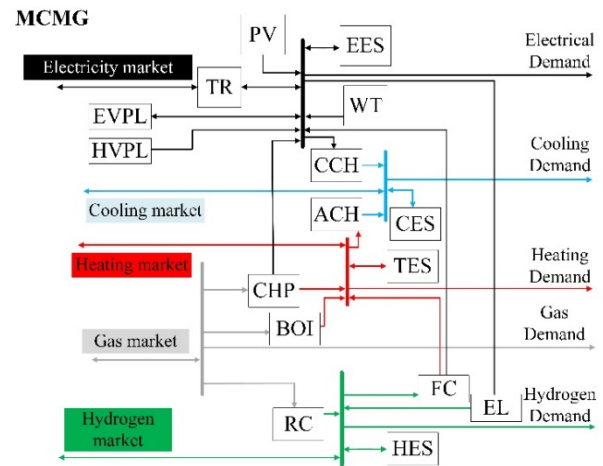 MCMG
PV
EES
Electrical
Demand
Electricity market
TR
EVPL
WT
HVPL
CCH
Cooling
Demand
Cooling market
ACH
CES
Heating market
TES
Heating
Demand
CHP
BOI
Gas
Demand
Gas market
FC
EL
Hydrogen
Demand
RC
Hydrogen
market
HES